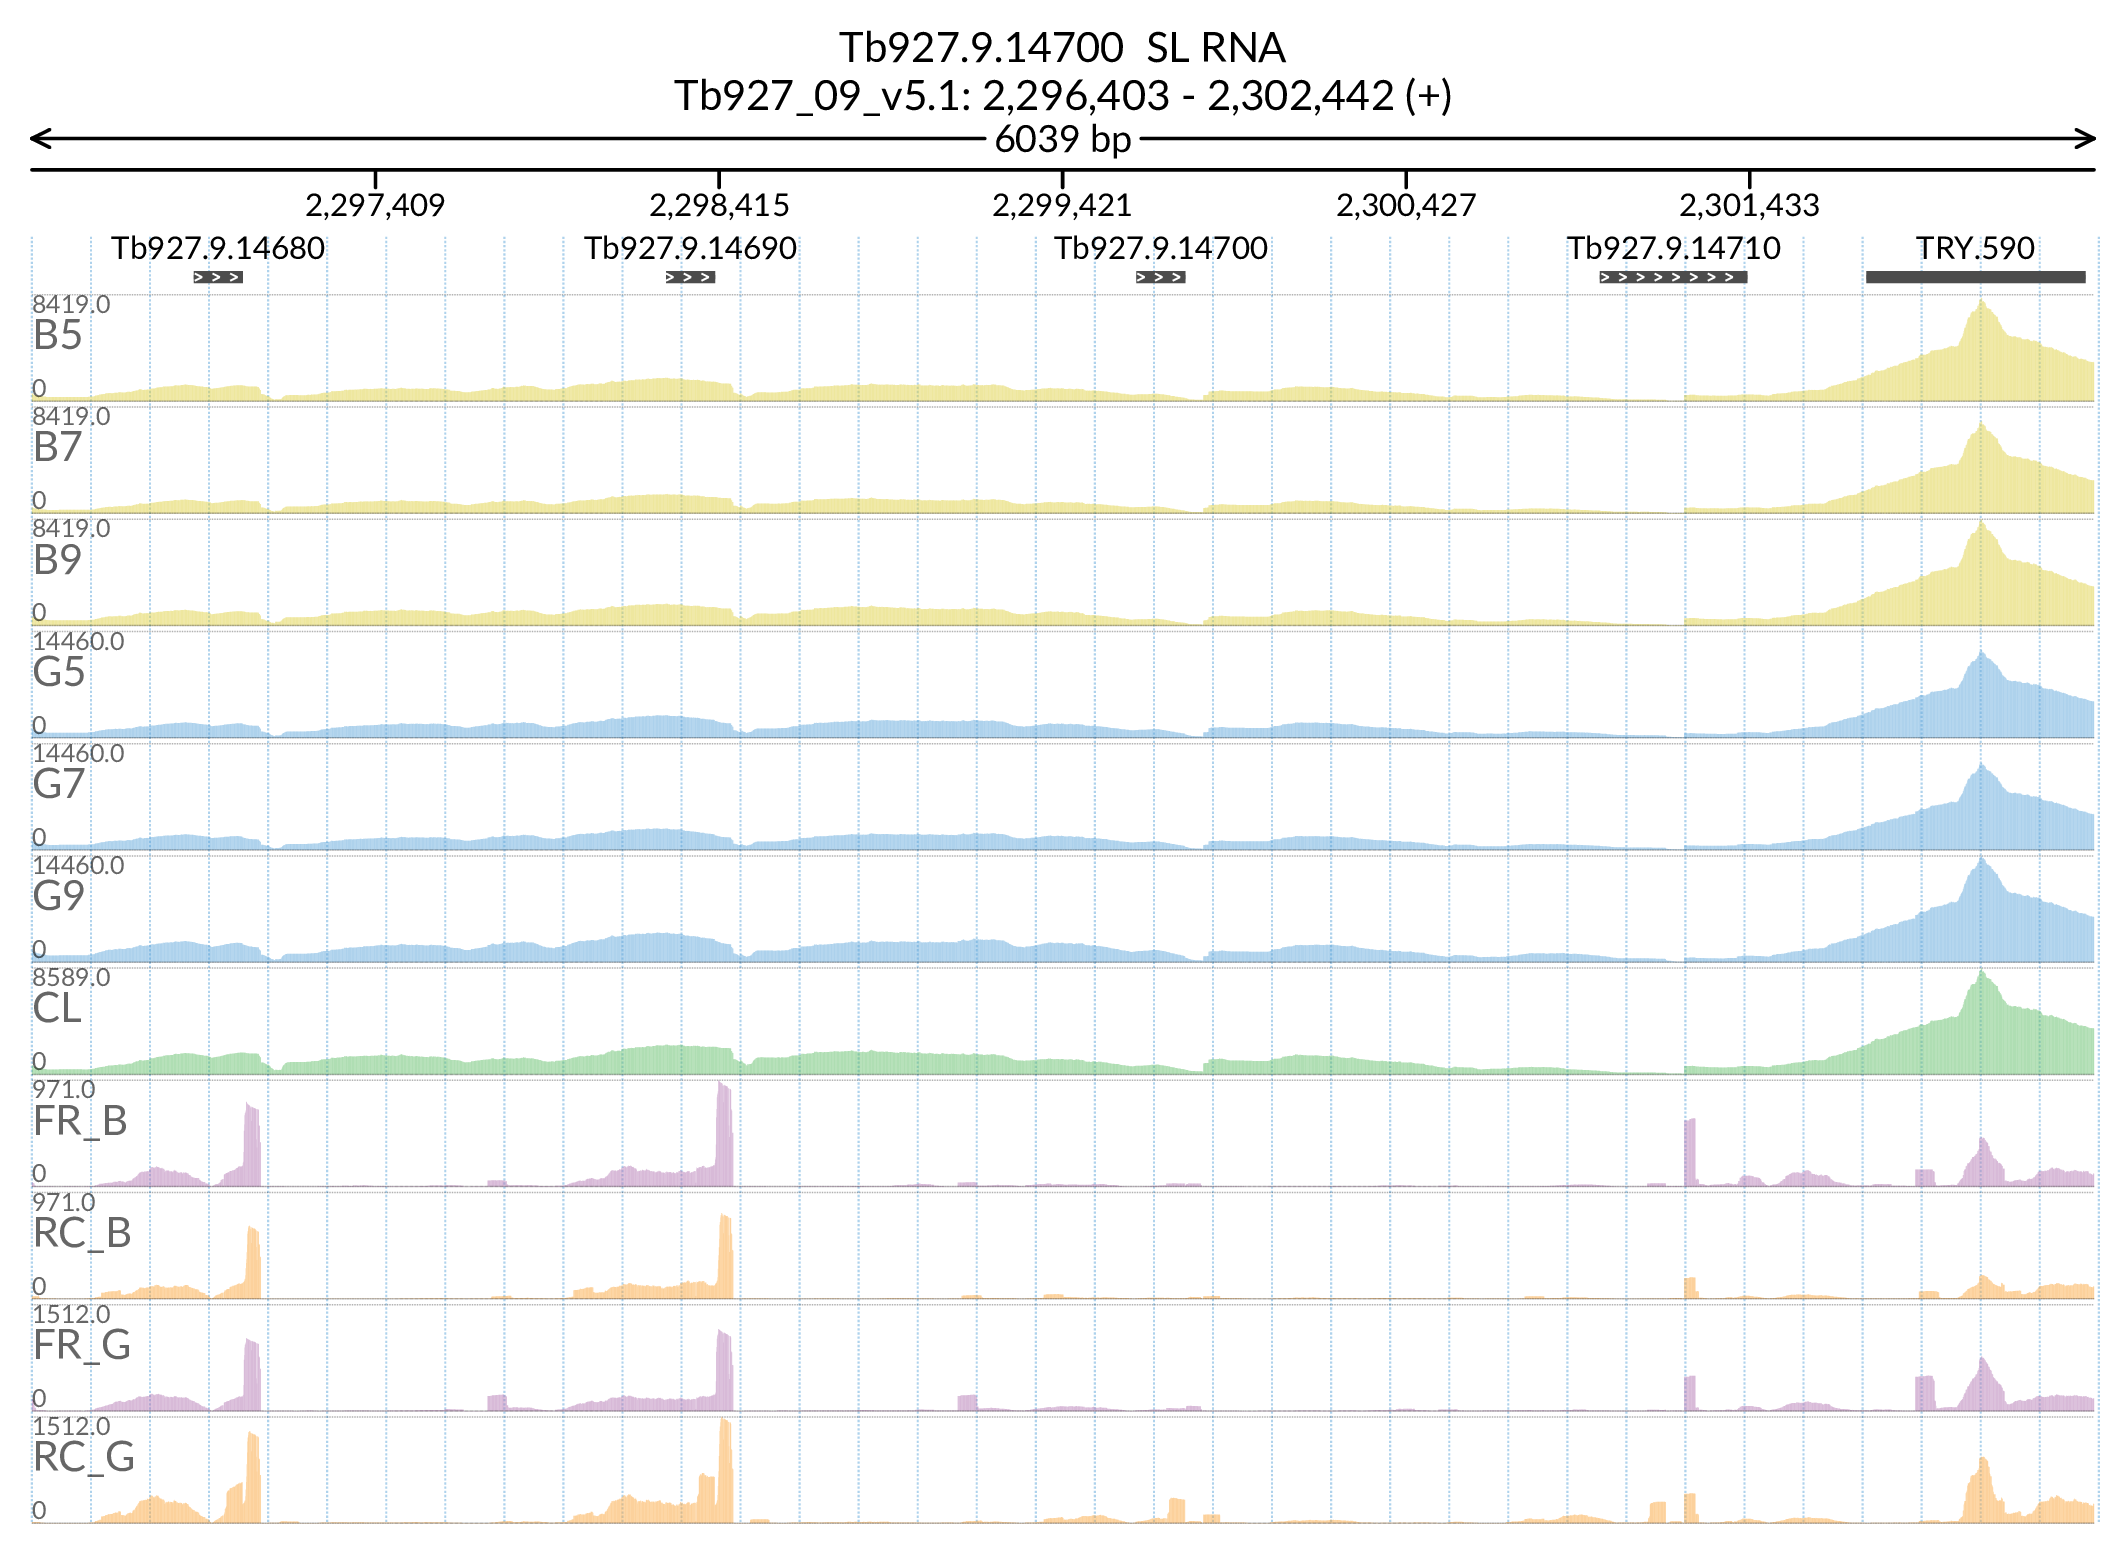 Tb927.9.14700 SL RNA
Tb927_09_v5.1: 2,296,403 - 2,302,442 (+)
6039 bp
2,297,409 2,298,415 2,299,421 2,300,427 2,301,433
Tb927.9.14680 Tb927.9.14690 Tb927.9.14700 Tb927.9.14710 TRY.590
8419.0
B5
0
8419.0
B7
0
8419.0
B9
0
14460.0
G5
0
14460.0
G7
0
14460.0
G9
0
8589.0
CL
0
971.0
FR_B
0
971.0
RC_B
0
1512.0
FR_G
0
1512.0
RC_G
0